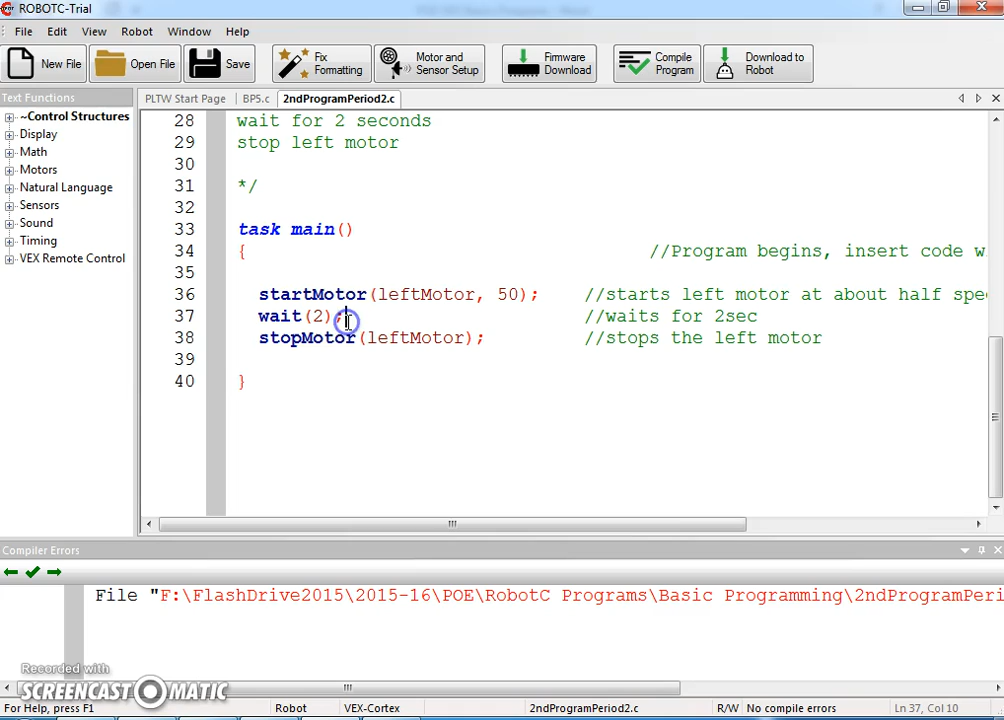 ROBOTC-Trial
File Edit View Robot Window Help
New File Open File Save Fix Formatting Motor and Sensor Setup Firmware Download Compile Program Download to Robot
Text Functions
PLTW Start Page BP5.c 2ndProgramPeriod2.c
~Control Structures
Display
Math
Motors
Natural Language
Sensors
Sound
Timing
VEX Remote Control
28 wait for 2 seconds
29 stop left motor
30
31 */
32
33 task main()
34 { //Program begins, insert code w
35
36 startMotor(leftMotor, 50); //starts left motor at about half spe
37 wait(2); //waits for 2sec
38 stopMotor(leftMotor); //stops the left motor
39
40 }
Compiler Errors
File "F:\FlashDrive2015\2015-16\POE\RobotC Programs\Basic Programming\2ndProgramPeri
Recorded with
SCREENCAST MATIC
For Help, press F1 Robot VEX-Cortex 2ndProgramPeriod2.c R/W No compile errors Ln 37, Col 10